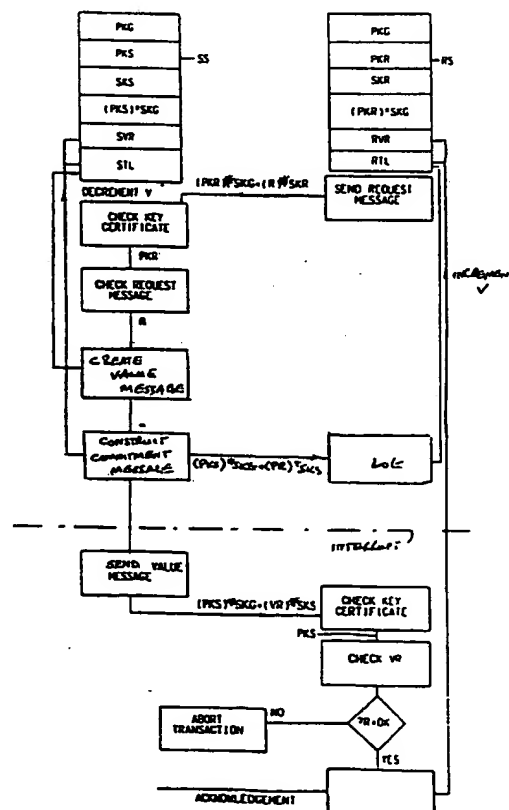 PKG
PKS
SS
SKS
(PKS)*SKG
SVR
STL
PKG
PKR
RS
SKR
(PKR)*SKG
RVR
RTL
DECREMENT V
(PKR)*SKG+(R)*SKR
SEND REQUEST
MESSAGE
CHECK KEY
CERTIFICATE
PKR
INCREMENT
V
CHECK REQUEST
MESSAGE
R
CREATE
VALUE
MESSAGE
CONSTRUCT
COMMITMENT
MESSAGE
(PKS)*SKG+(PR)*SKS
LOG
INTERRUPT
SEND VALUE
MESSAGE
(PKS)*SKG+(VR)*SKS
CHECK KEY
CERTIFICATE
PKS
CHECK VR
ABORT
TRANSACTION
NO
?R=OK
YES
ACKNOWLEDGEMENT